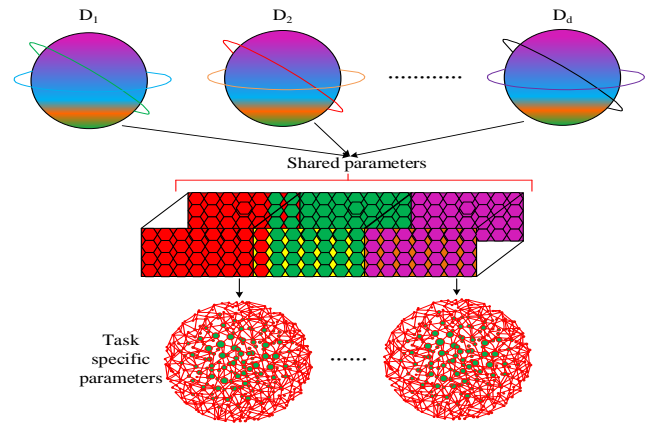 D1
D2
Dd
Shared parameters
Task
specific
parameters